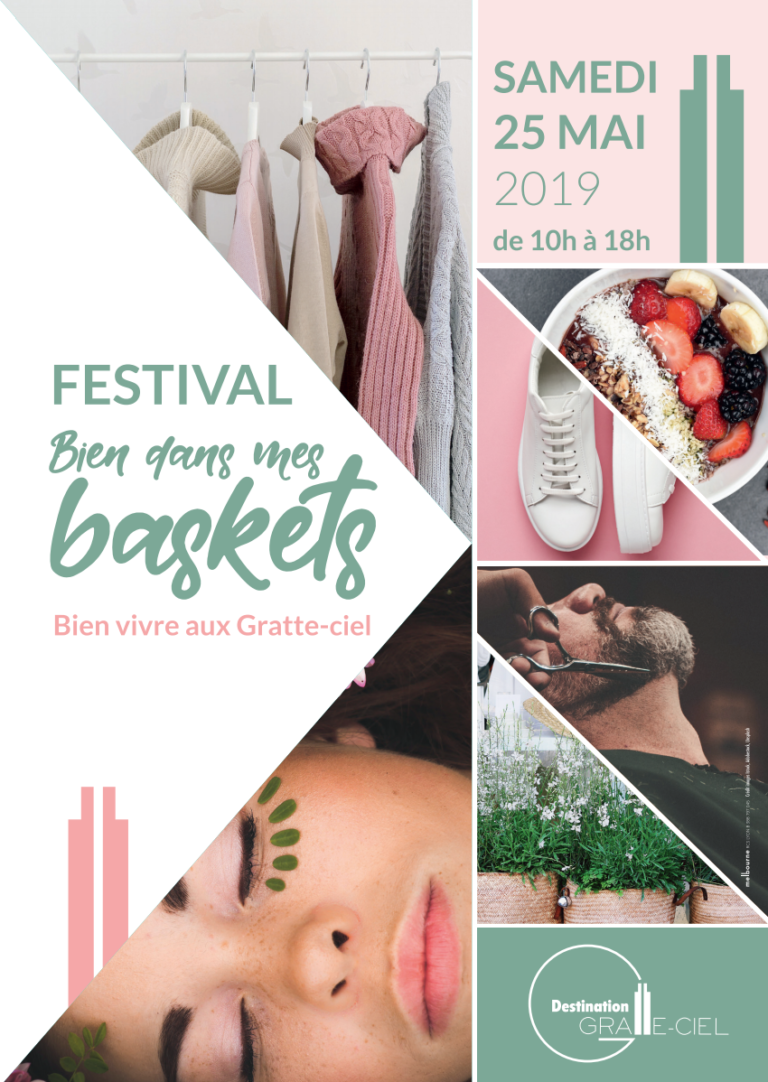 SAMEDI
25 MAI
2019
de 10h à 18h
FESTIVAL
Bien dans mes
baskets
Bien vivre aux Gratte-ciel
melbourne
Destination
GRATTE-CIEL